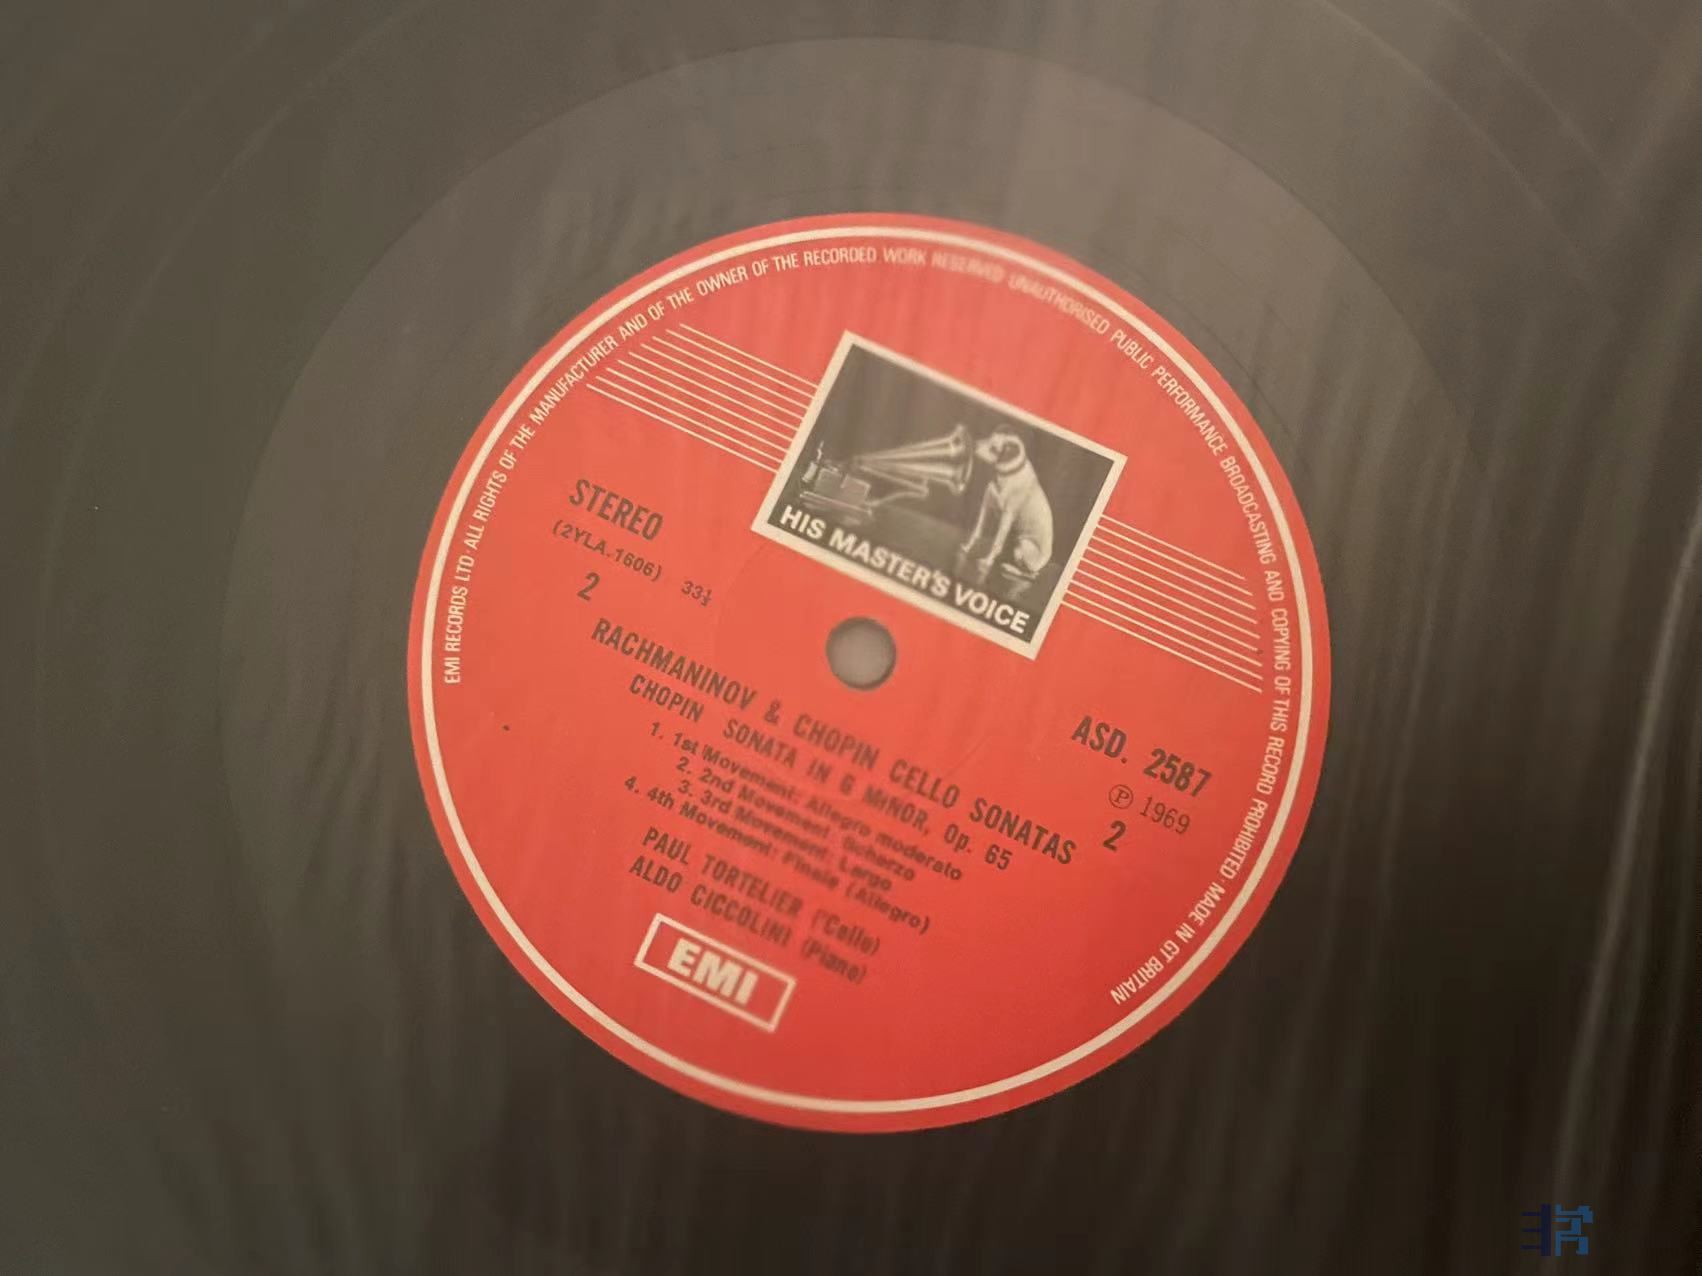 EMI RECORDS LTD · ALL RIGHTS OF THE MANUFACTURER AND OF THE OWNER OF THE RECORDED WORK RESERVED · UNAUTHORISED PUBLIC PERFORMANCE BROADCASTING AND COPYING OF THIS RECORD PROHIBITED · MADE IN GT BRITAIN
HIS MASTER'S VOICE
STEREO
(2YLA.1606) 33⅓
2
ASD. 2587
Ⓟ 1969
2
RACHMANINOV & CHOPIN CELLO SONATAS
CHOPIN SONATA IN G MINOR, Op. 65
1. 1st Movement: Allegro moderato
2. 2nd Movement: Scherzo
3. 3rd Movement: Largo
4. 4th Movement: Finale (Allegro)
PAUL TORTELIER ('Cello)
ALDO CICCOLINI (Piano)
EMI